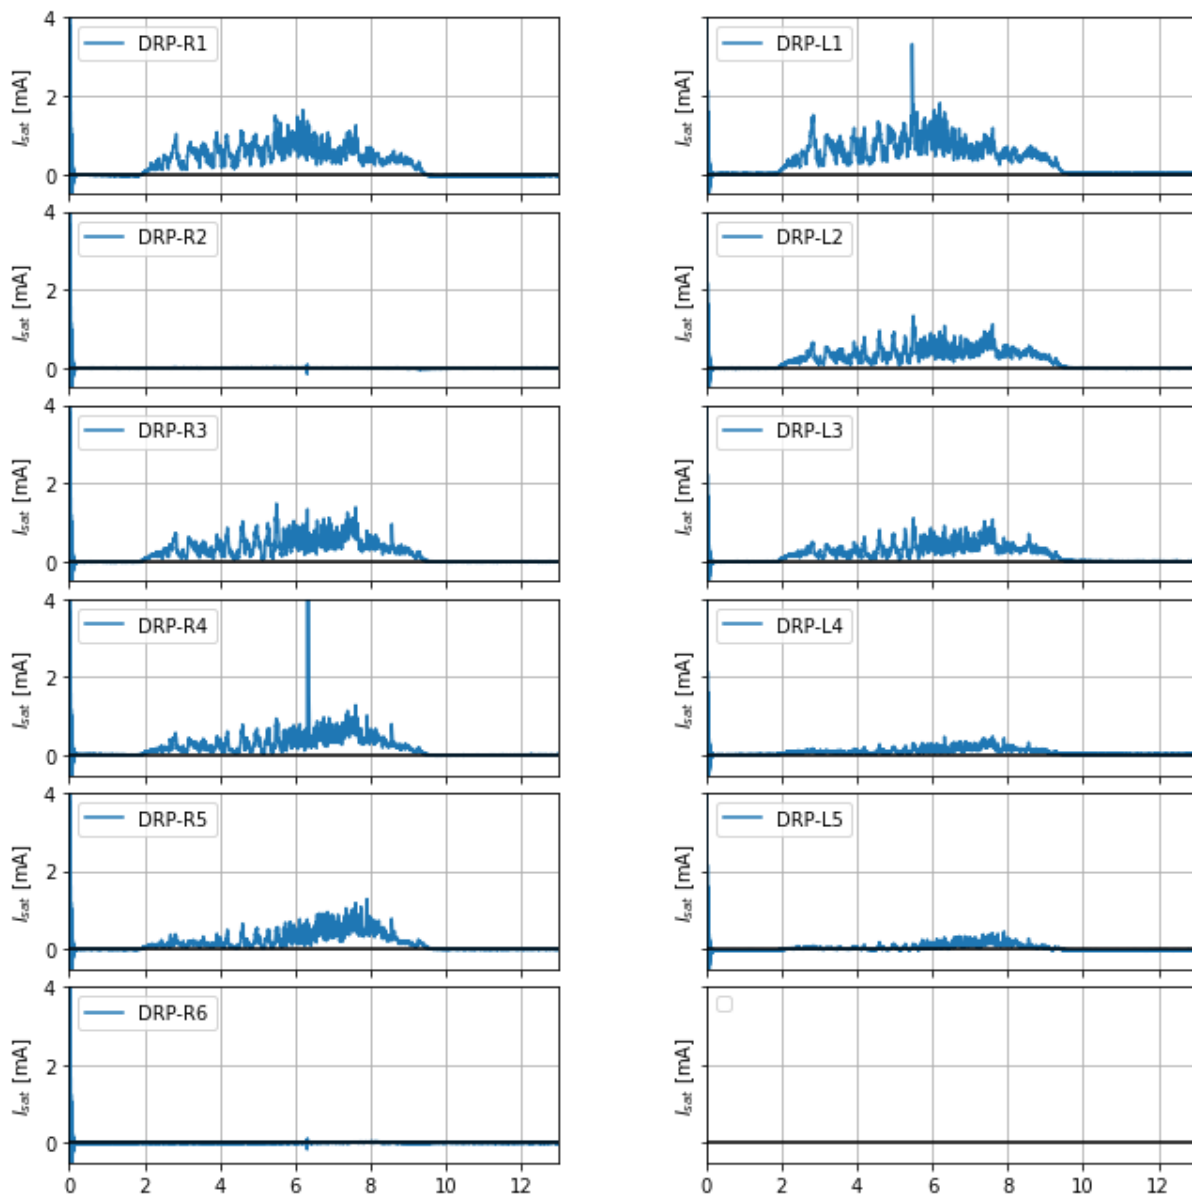 4
2
0
I_sat [mA]
DRP-R1
I_sat [mA]
DRP-L1
4
2
0
I_sat [mA]
DRP-R2
I_sat [mA]
DRP-L2
4
2
0
I_sat [mA]
DRP-R3
I_sat [mA]
DRP-L3
4
2
0
I_sat [mA]
DRP-R4
I_sat [mA]
DRP-L4
4
2
0
I_sat [mA]
DRP-R5
I_sat [mA]
DRP-L5
4
2
0
I_sat [mA]
DRP-R6
I_sat [mA]
0 2 4 6 8 10 12
0 2 4 6 8 10 12